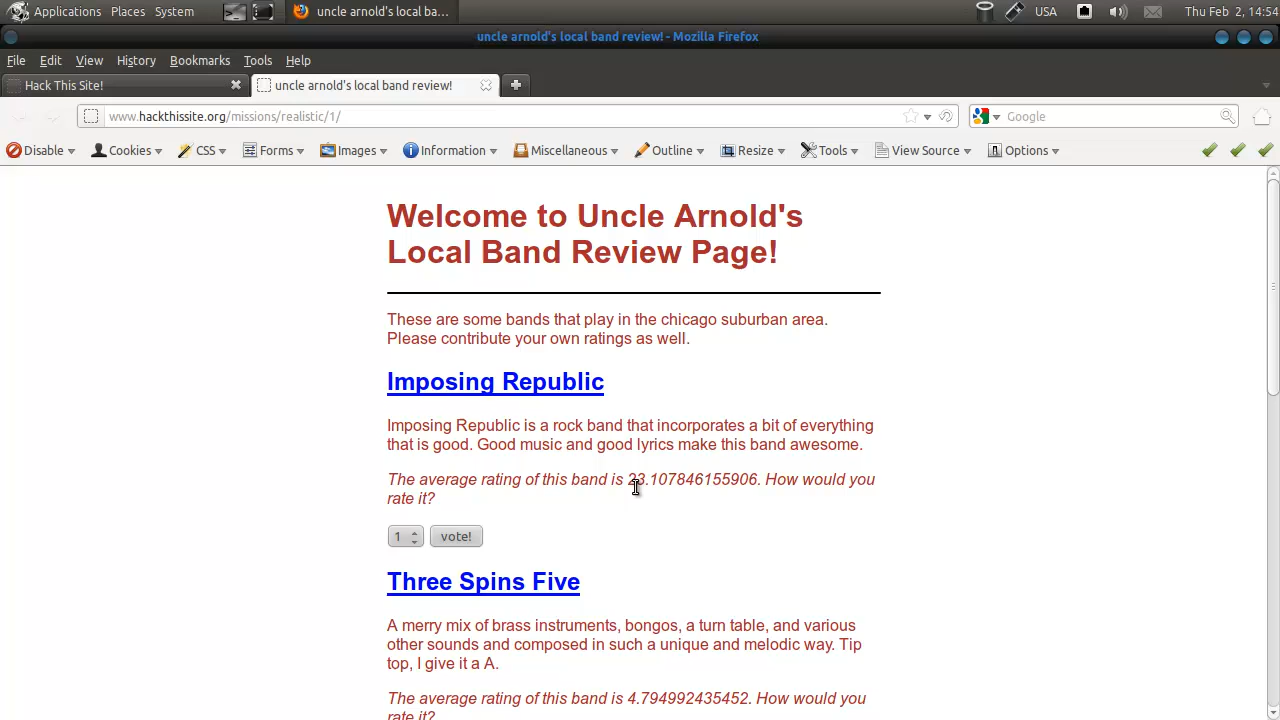 Applications Places System uncle arnold's local ba... USA Thu Feb 2, 14:54
uncle arnold's local band review! - Mozilla Firefox
File Edit View History Bookmarks Tools Help
Hack This Site! uncle arnold's local band review!
www.hackthissite.org/missions/realistic/1/ Google
Disable Cookies CSS Forms Images Information Miscellaneous Outline Resize Tools View Source Options
Welcome to Uncle Arnold's
Local Band Review Page!
These are some bands that play in the chicago suburban area.
Please contribute your own ratings as well.
Imposing Republic
Imposing Republic is a rock band that incorporates a bit of everything
that is good. Good music and good lyrics make this band awesome.
The average rating of this band is 23.107846155906. How would you
rate it?
1 vote!
Three Spins Five
A merry mix of brass instruments, bongos, a turn table, and various
other sounds and composed in such a unique and melodic way. Tip
top, I give it a A.
The average rating of this band is 4.794992435452. How would you
rate it?